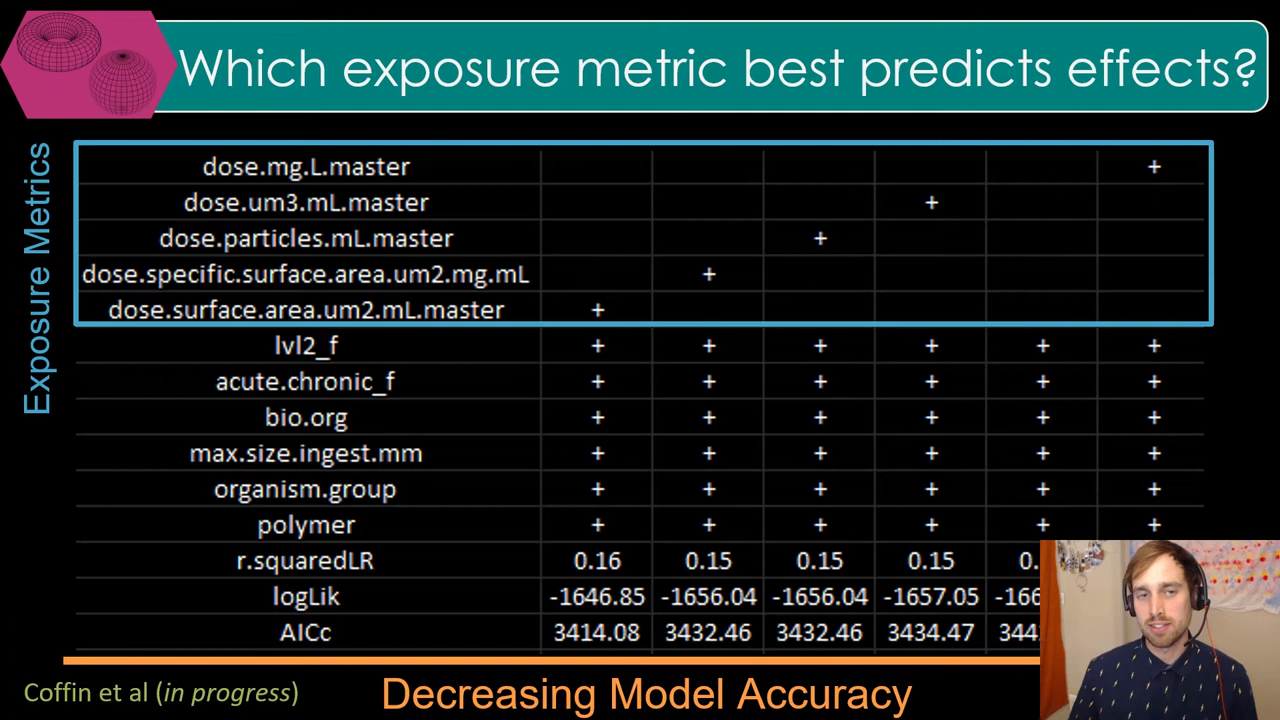 Which exposure metric best predicts effects?
Exposure Metrics
dose.mg.L.master +
dose.um3.mL.master +
dose.particles.mL.master +
dose.specific.surface.area.um2.mg.mL +
dose.surface.area.um2.mL.master +
lvl2_f + + + + + +
acute.chronic_f + + + + + +
bio.org + + + + + +
max.size.ingest.mm + + + + + +
organism.group + + + + + +
polymer + + + + + +
r.squaredLR 0.16 0.15 0.15 0.15 0.
logLik -1646.85 -1656.04 -1656.04 -1657.05 -166
AICc 3414.08 3432.46 3432.46 3434.47 344
Coffin et al (in progress)
Decreasing Model Accuracy